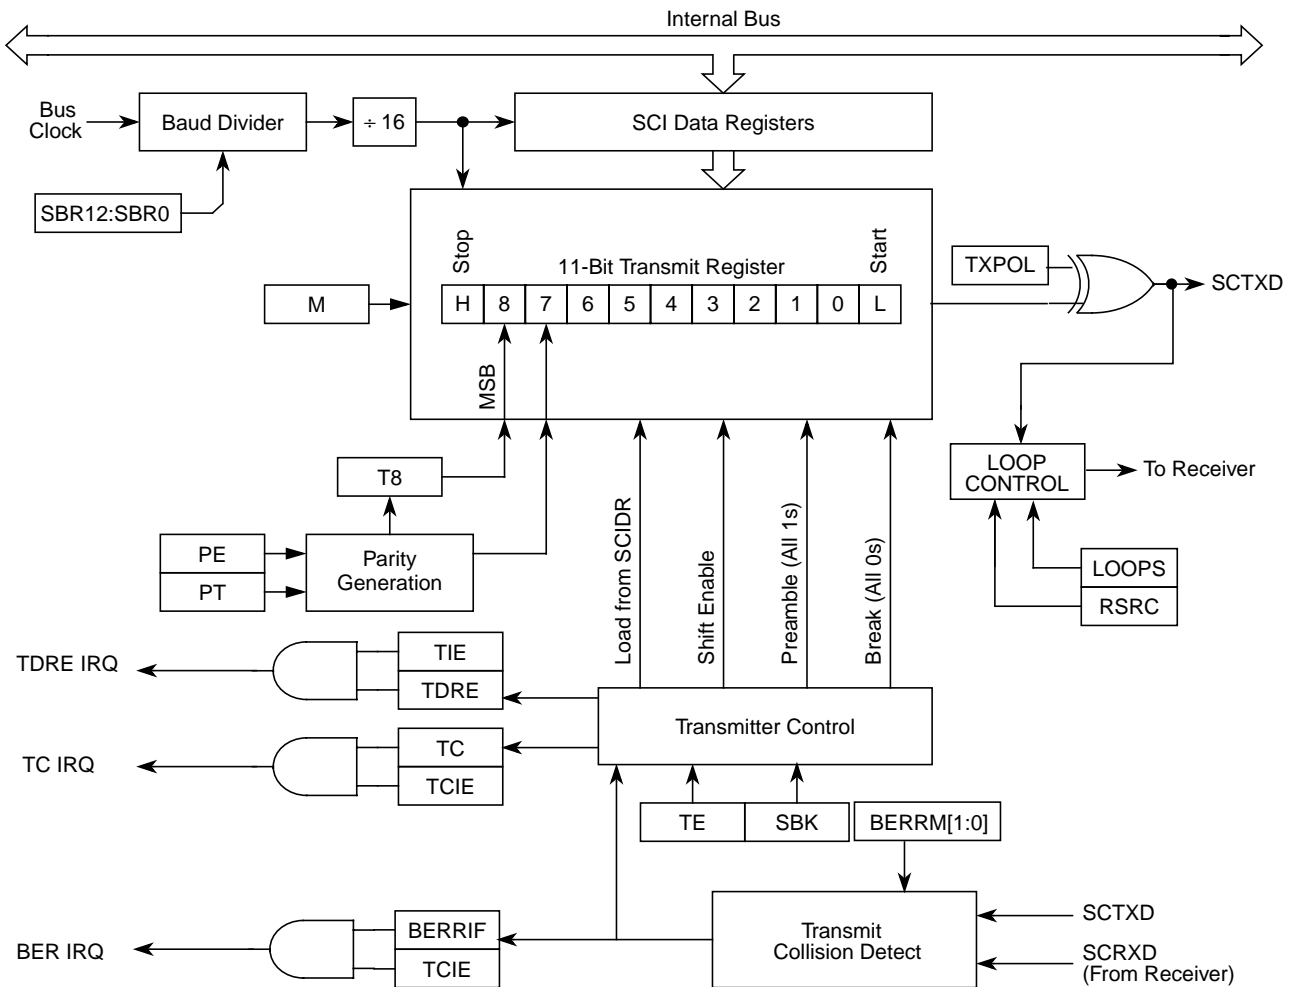 Internal Bus
Bus
Clock
Baud Divider
÷ 16
SCI Data Registers
SBR12:SBR0
Stop
11-Bit Transmit Register
Start
H 8 7 6 5 4 3 2 1 0 L
M
TXPOL
SCTXD
MSB
T8
LOOP
CONTROL
To Receiver
PE
PT
Parity
Generation
Load from SCIDR
Shift Enable
Preamble (All 1s)
Break (All 0s)
LOOPS
RSRC
TDRE IRQ
TIE
TDRE
Transmitter Control
TC IRQ
TC
TCIE
TE
SBK
BERRM[1:0]
BER IRQ
BERRIF
TCIE
Transmit
Collision Detect
SCTXD
SCRXD
(From Receiver)